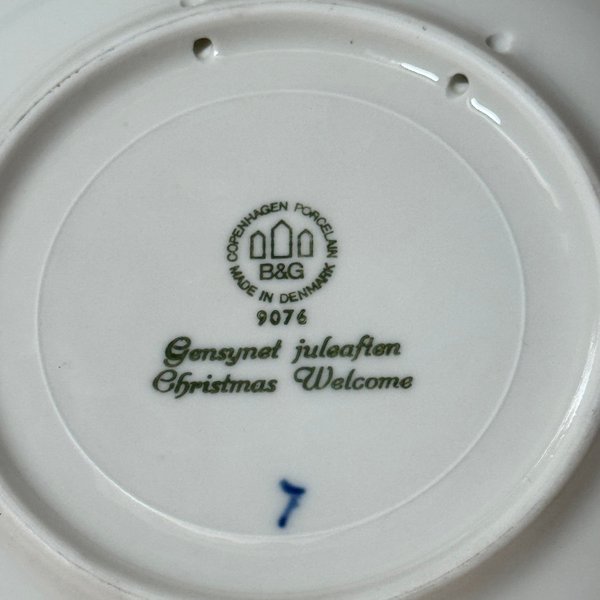 COPENHAGEN PORCELAIN
B&G
MADE IN DENMARK
9076
Gensynet juleaften
Christmas Welcome
7